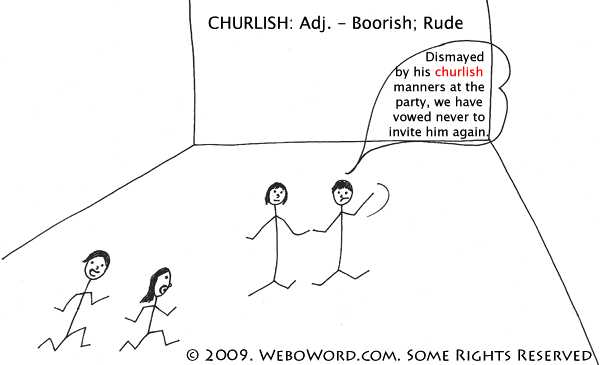 CHURLISH: Adj. – Boorish; Rude
Dismayed
by his churlish
manners at the
party, we have
vowed never to
invite him again.
© 2009. WeboWord.com. Some Rights Reserved